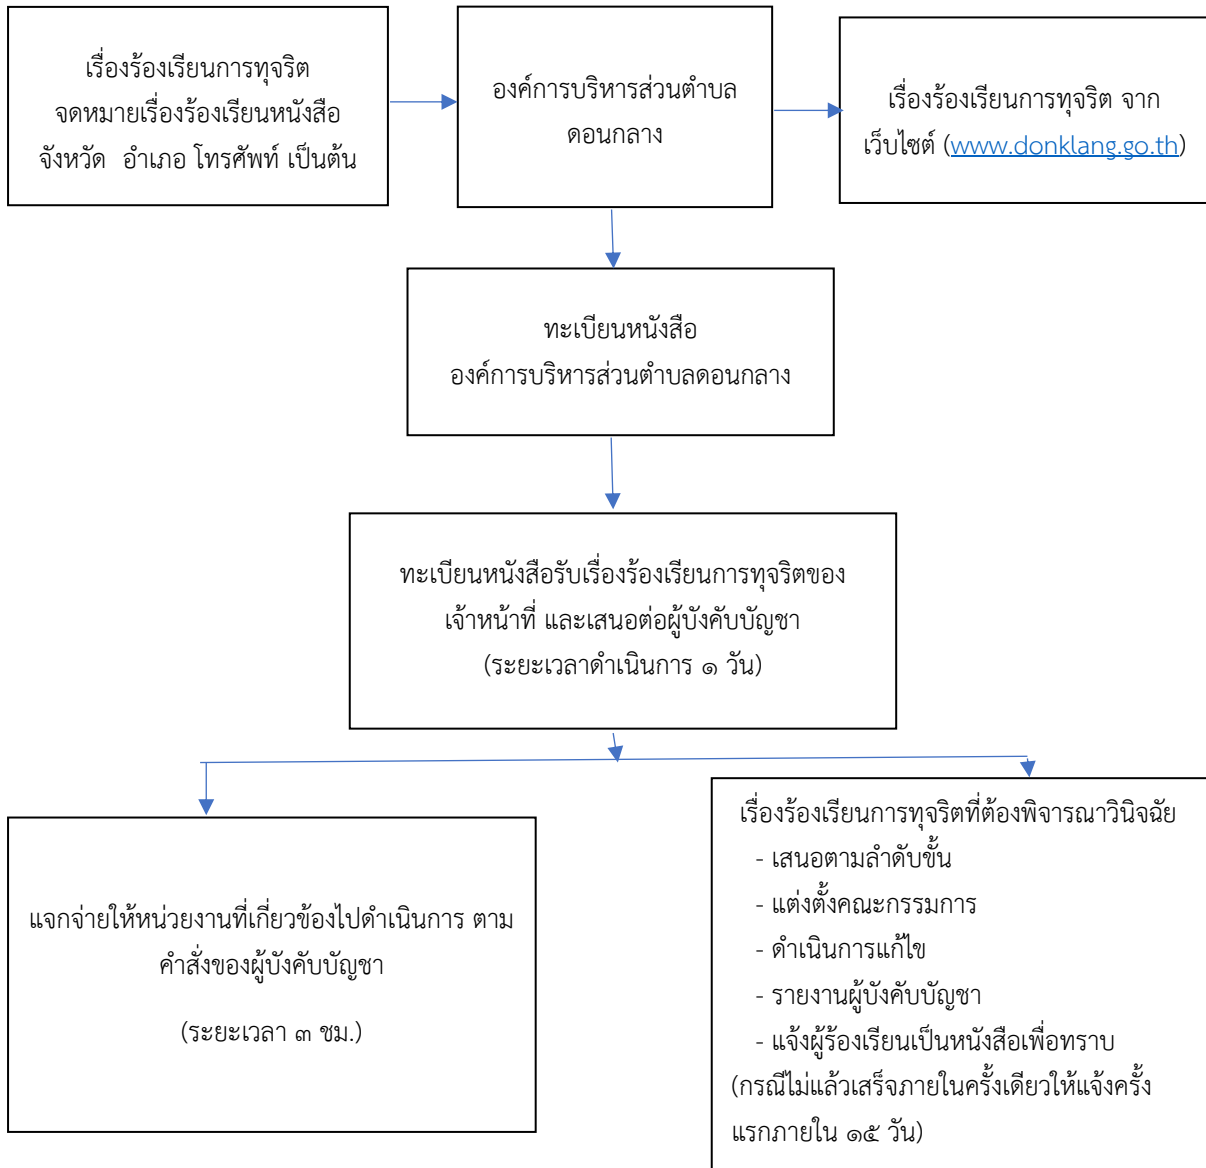 เรื่องร้องเรียนการทุจริต
จดหมายเรื่องร้องเรียนหนังสือ
จังหวัด อำเภอ โทรศัพท์ เป็นต้น
องค์การบริหารส่วนตำบล
ดอนกลาง
เรื่องร้องเรียนการทุจริต จาก
เว็บไซต์ (www.donklang.go.th)
ทะเบียนหนังสือ
องค์การบริหารส่วนตำบลดอนกลาง
ทะเบียนหนังสือรับเรื่องร้องเรียนการทุจริตของ
เจ้าหน้าที่ และเสนอต่อผู้บังคับบัญชา
(ระยะเวลาดำเนินการ ๑ วัน)
แจกจ่ายให้หน่วยงานที่เกี่ยวข้องไปดำเนินการ ตาม
คำสั่งของผู้บังคับบัญชา
(ระยะเวลา ๓ ชม.)
เรื่องร้องเรียนการทุจริตที่ต้องพิจารณาวินิจฉัย
- เสนอตามลำดับขั้น
- แต่งตั้งคณะกรรมการ
- ดำเนินการแก้ไข
- รายงานผู้บังคับบัญชา
- แจ้งผู้ร้องเรียนเป็นหนังสือเพื่อทราบ
(กรณีไม่แล้วเสร็จภายในครั้งเดียวให้แจ้งครั้ง
แรกภายใน ๑๕ วัน)